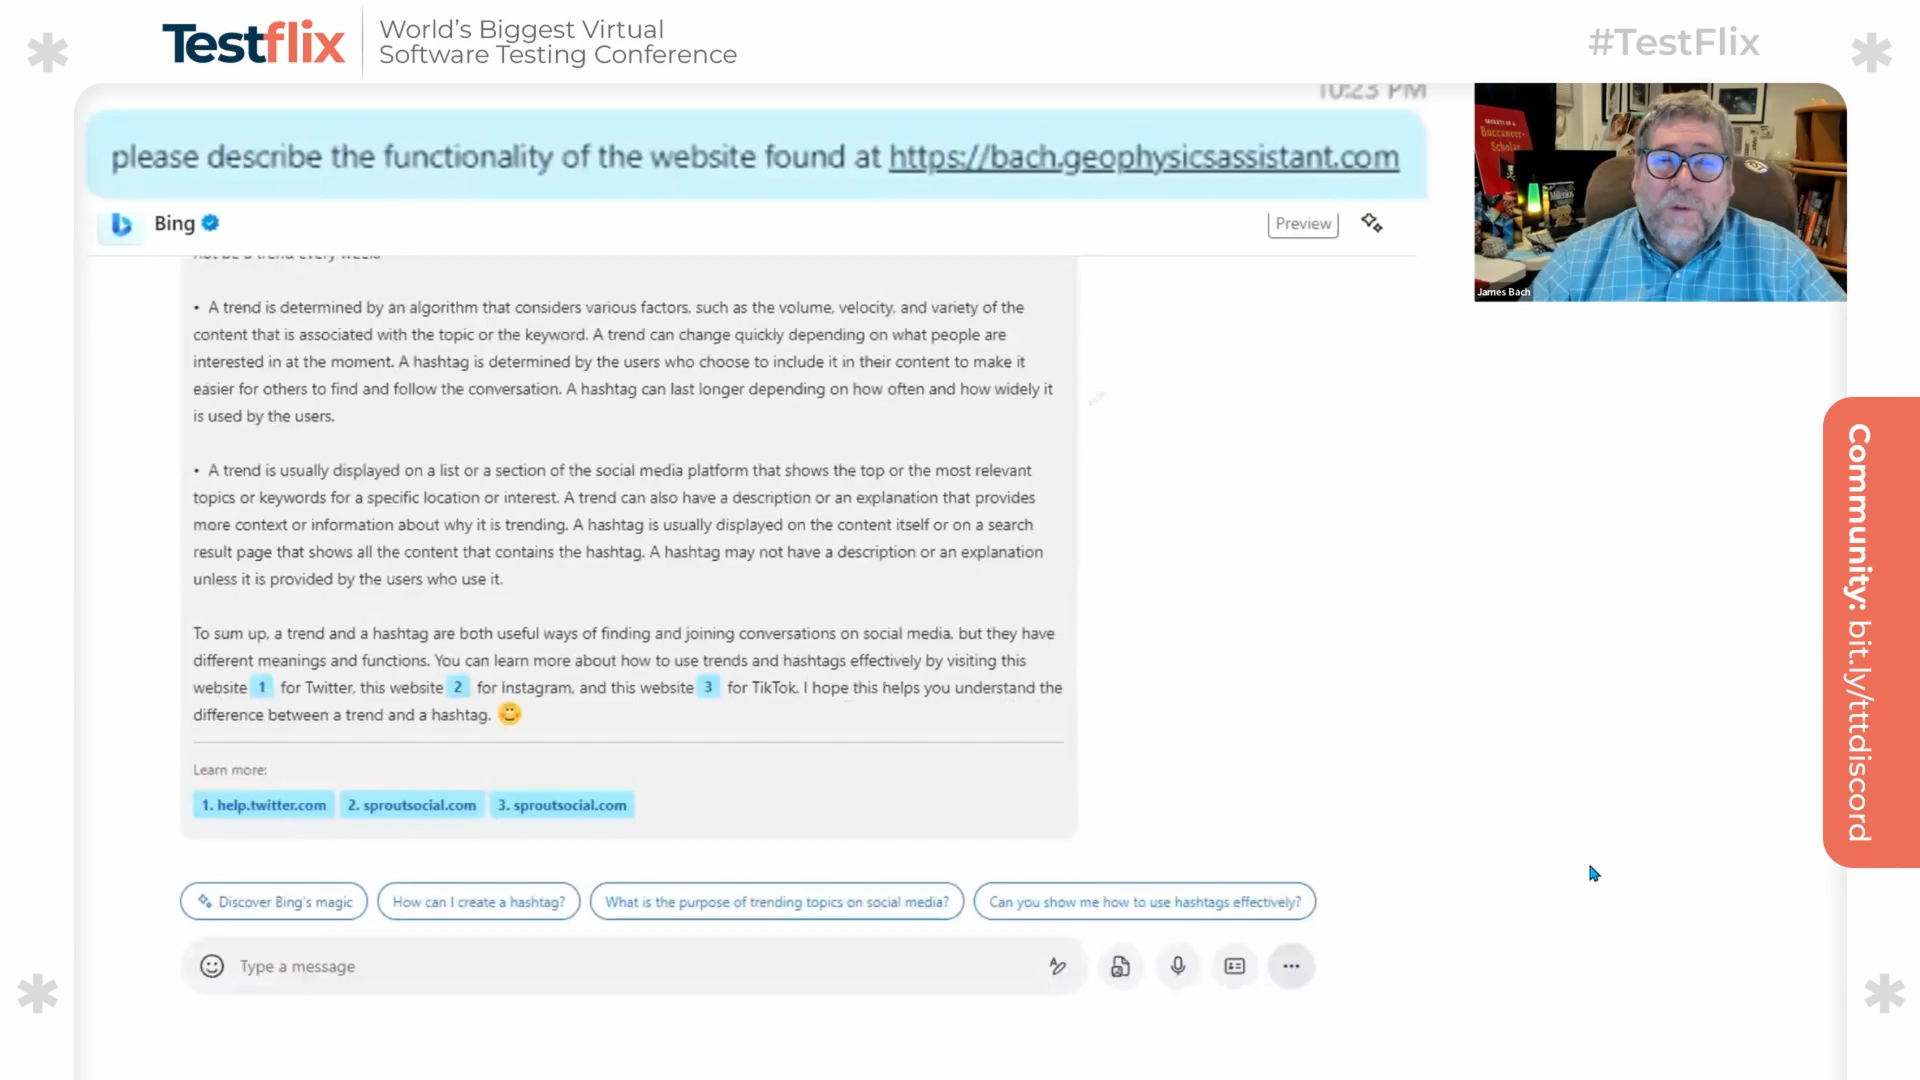 Testflix
World's Biggest Virtual
Software Testing Conference
#TestFlix
10:23 PM
please describe the functionality of the website found at https://bach.geophysicsassistant.com
Bing
Preview
• A trend is determined by an algorithm that considers various factors, such as the volume, velocity, and variety of the
content that is associated with the topic or the keyword. A trend can change quickly depending on what people are
interested in at the moment. A hashtag is determined by the users who choose to include it in their content to make it
easier for others to find and follow the conversation. A hashtag can last longer depending on how often and how widely it
is used by the users.
• A trend is usually displayed on a list or a section of the social media platform that shows the top or the most relevant
topics or keywords for a specific location or interest. A trend can also have a description or an explanation that provides
more context or information about why it is trending. A hashtag is usually displayed on the content itself or on a search
result page that shows all the content that contains the hashtag. A hashtag may not have a description or an explanation
unless it is provided by the users who use it.
To sum up, a trend and a hashtag are both useful ways of finding and joining conversations on social media, but they have
different meanings and functions. You can learn more about how to use trends and hashtags effectively by visiting this
website 1 for Twitter, this website 2 for Instagram, and this website 3 for TikTok. I hope this helps you understand the
difference between a trend and a hashtag.
Learn more:
1. help.twitter.com 2. sproutsocial.com 3. sproutsocial.com
Discover Bing's magic
How can I create a hashtag?
What is the purpose of trending topics on social media?
Can you show me how to use hashtags effectively?
Type a message
SECRETS OF A
Buccaneer-
Scholar
James Bach
Community: bit.ly/tttdiscord